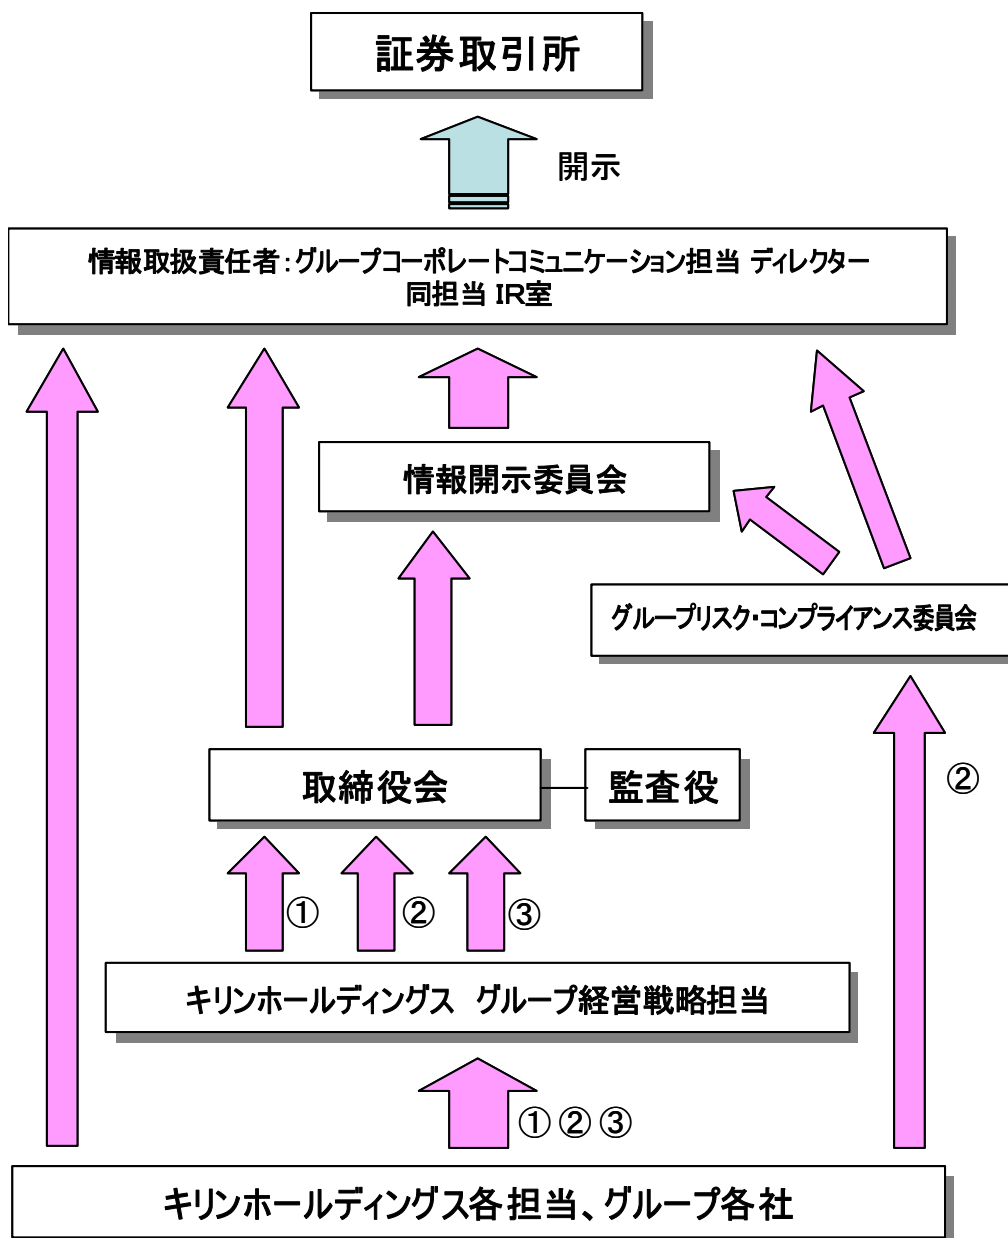 証券取引所
開示
情報取扱責任者：グループコーポレートコミュニケーション担当 ディレクター
同担当 IR室
情報開示委員会
グループリスク・コンプライアンス委員会
取締役会
監査役
②
①
②
③
キリンホールディングス　グループ経営戦略担当
①②③
キリンホールディングス各担当、グループ各社